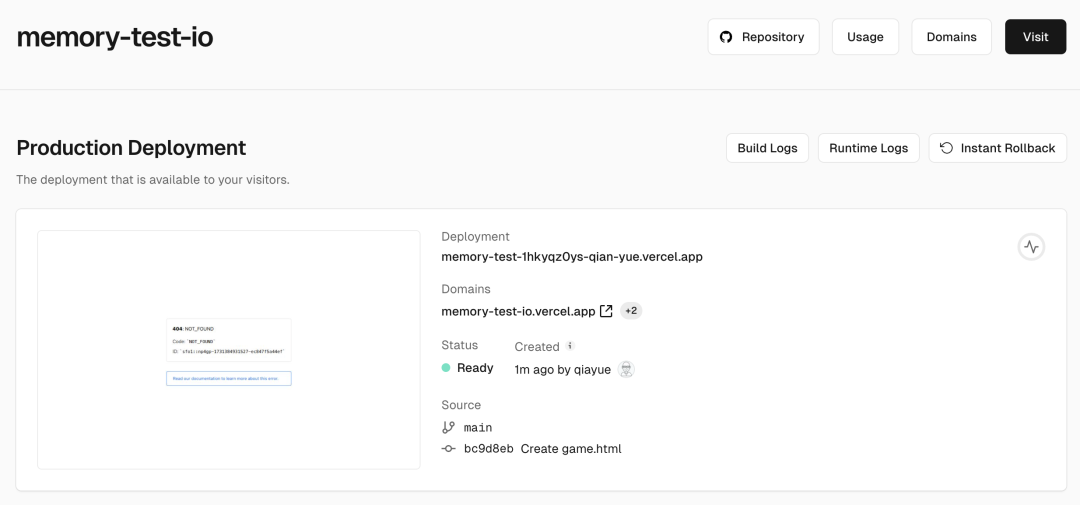 memory-test-io
Repository
Usage
Domains
Visit
Production Deployment
Build Logs
Runtime Logs
Instant Rollback
The deployment that is available to your visitors.
404: NOT_FOUND
Code: `NOT_FOUND`
Read our documentation to learn more about this error.
Deployment
memory-test-1hkyqz0ys-qian-yue.vercel.app
Domains
memory-test-io.vercel.app +2
Status
Ready
Created
1m ago by qiayue
Source
main
bc9d8eb Create game.html